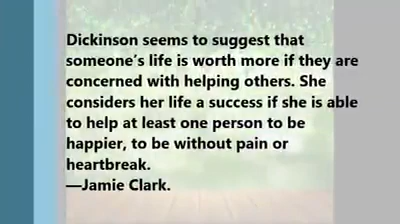 Dickinson seems to suggest that
someone's life is worth more if they are
concerned with helping others. She
considers her life a success if she is able
to help at least one person to be
happier, to be without pain or
heartbreak.
—Jamie Clark.